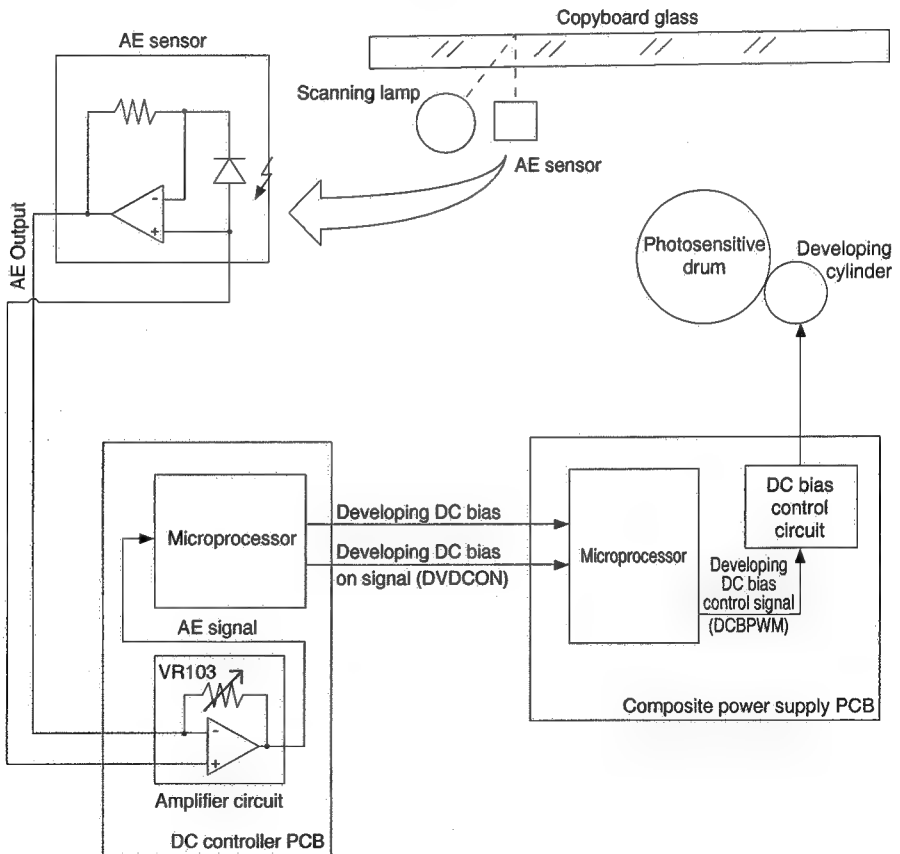 Copyboard glass
AE sensor
Scanning lamp
AE sensor
-
+
AE Output
Photosensitive
drum
Developing
cylinder
Microprocessor
Developing DC bias
Developing DC bias
on signal (DVDCON)
Microprocessor
DC bias
control
circuit
Developing
DC bias
control signal
(DCBPWM)
AE signal
VR103
-
+
Amplifier circuit
DC controller PCB
Composite power supply PCB